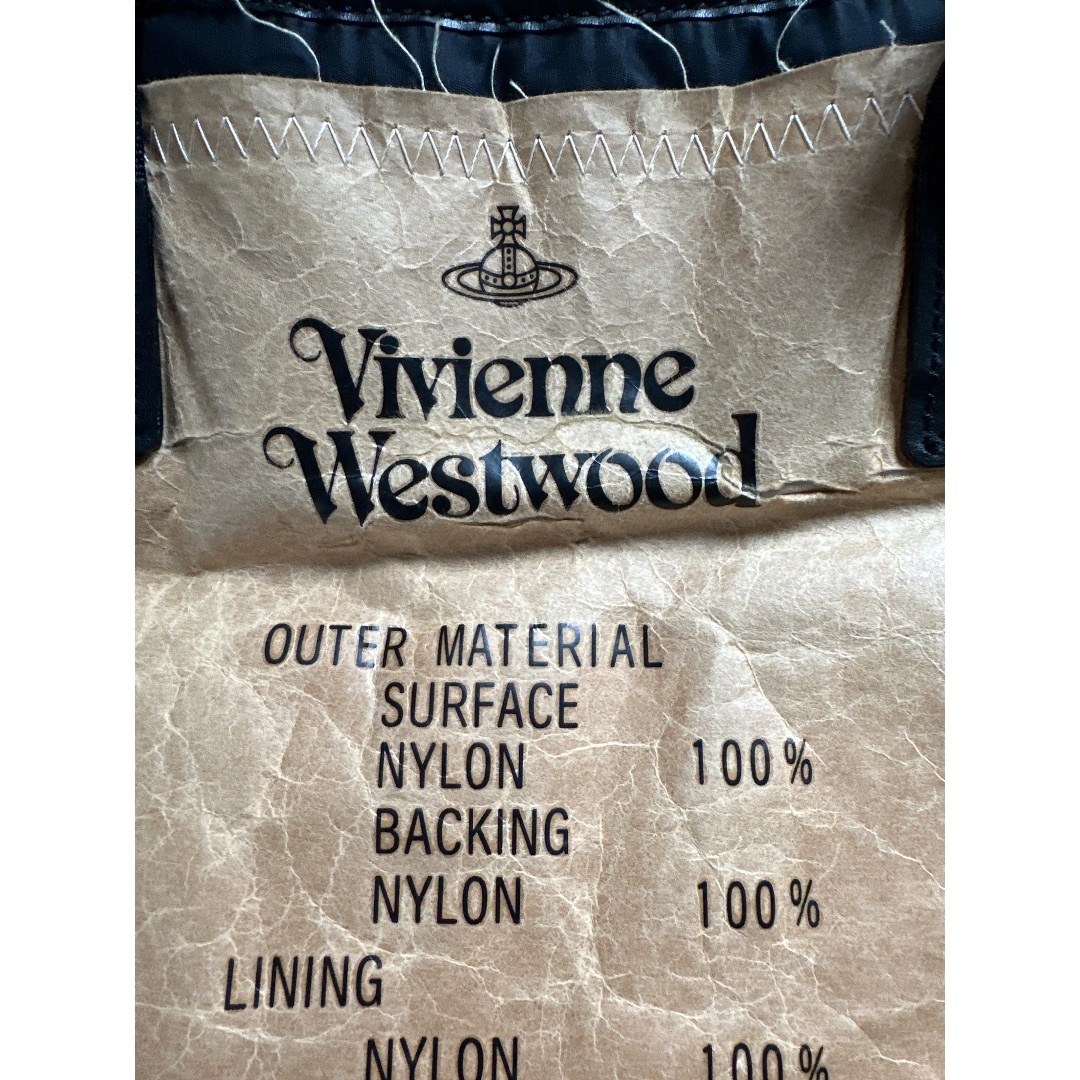 Vivienne
Westwood
OUTER MATERIAL
SURFACE
NYLON 100%
BACKING
NYLON 100%
LINING
NYLON 100%